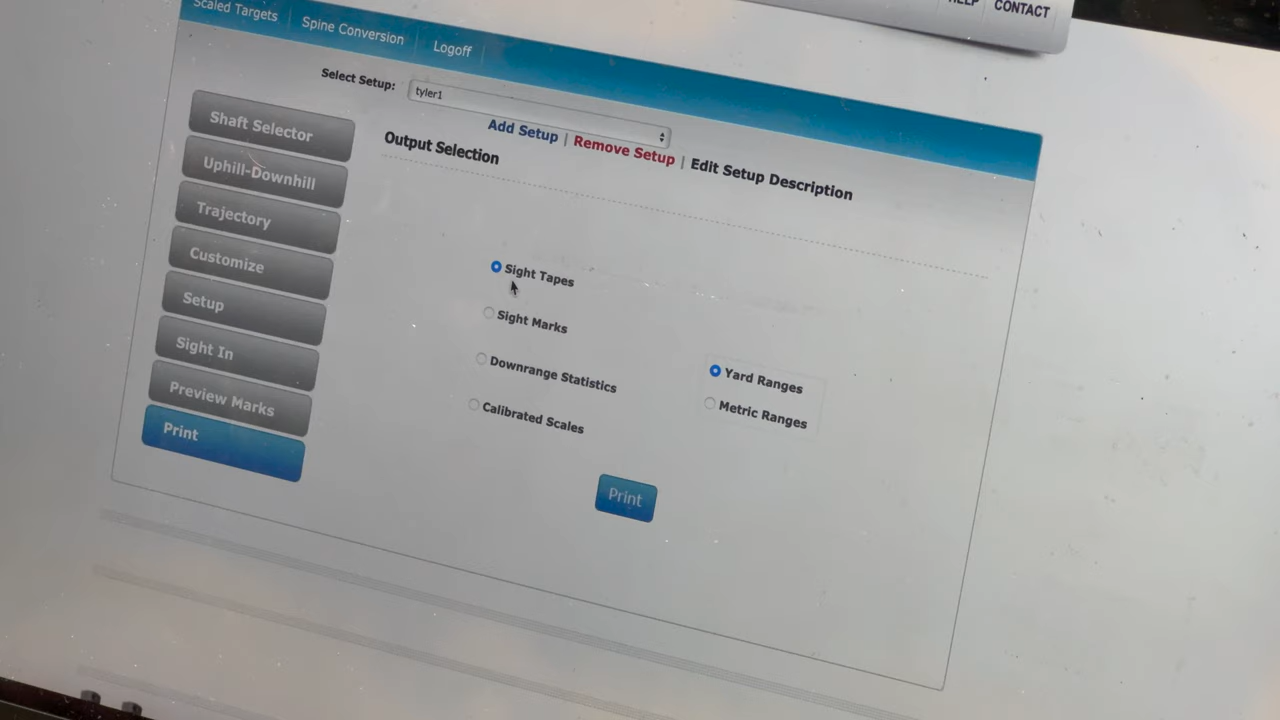 HELP CONTACT
Scaled Targets Spine Conversion Logoff
Select Setup: tyler1
Add Setup | Remove Setup | Edit Setup Description
Output Selection
Shaft Selector
Uphill-Downhill
Trajectory
Customize
Setup
Sight In
Preview Marks
Print
Sight Tapes
Sight Marks
Downrange Statistics
Calibrated Scales
Yard Ranges
Metric Ranges
Print